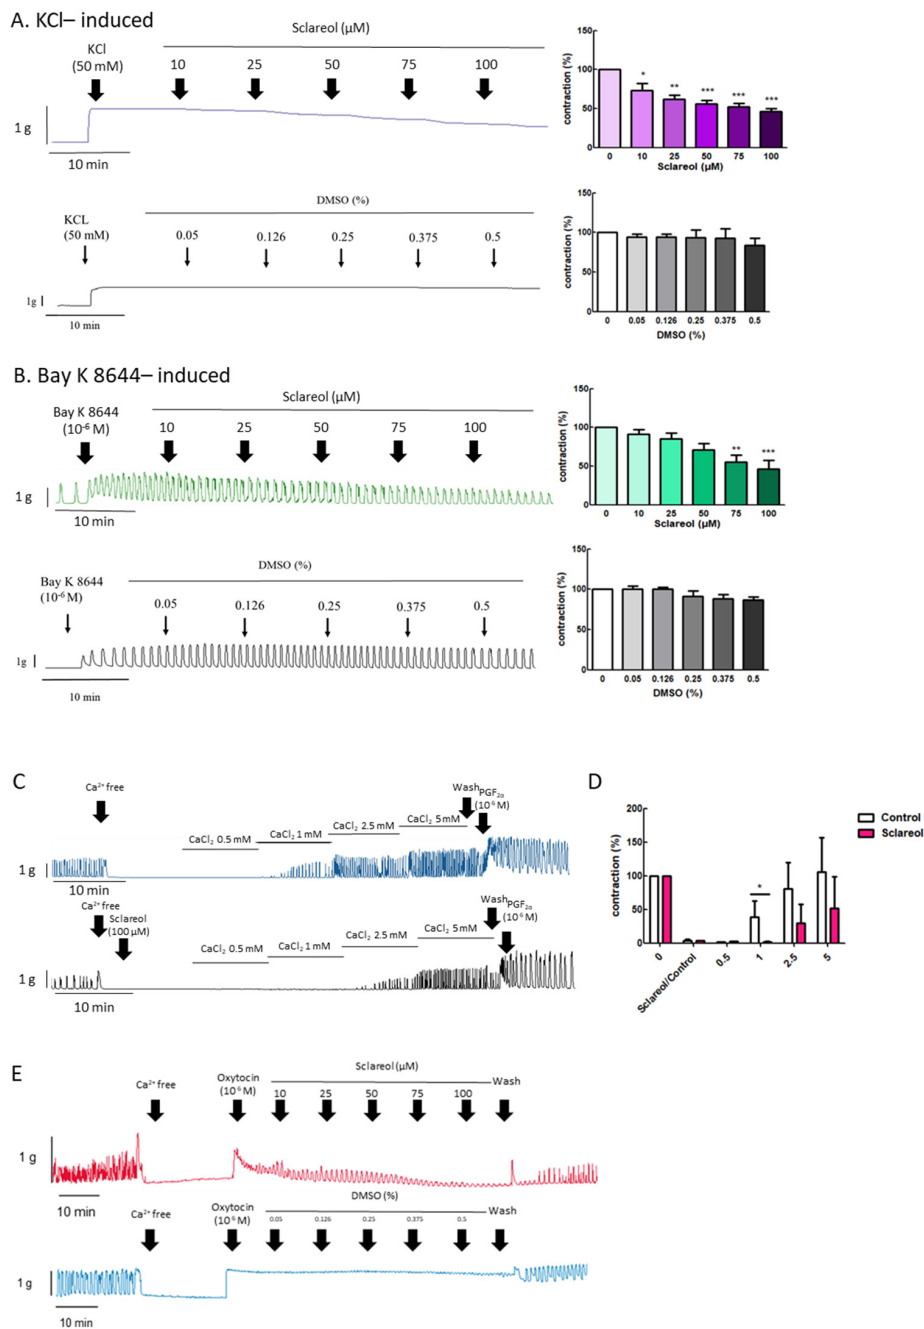 A. KCl– induced
Sclareol (µM)
KCl
(50 mM)
10 25 50 75 100
1 g
10 min
contraction (%)
150
100
50
0
0 10 25 50 75 100
* ** *** *** ***
Sclareol (µM)
DMSO (%)
KCL
(50 mM)
0.05 0.126 0.25 0.375 0.5
1g
10 min
contraction (%)
150
100
50
0
0 0.05 0.126 0.25 0.375 0.5
DMSO (%)
B. Bay K 8644– induced
Sclareol (µM)
Bay K 8644
(10⁻⁶ M)
10 25 50 75 100
1 g
10 min
contraction (%)
150
100
50
0
** ***
0 10 25 50 75 100
Sclareol (µM)
DMSO (%)
Bay K 8644
(10⁻⁶ M)
0.05 0.126 0.25 0.375 0.5
1g
10 min
contraction (%)
150
100
50
0
0 0.05 0.126 0.25 0.375 0.5
DMSO (%)
C
Ca²⁺ free
CaCl₂ 0.5 mM
CaCl₂ 1 mM
CaCl₂ 2.5 mM
CaCl₂ 5 mM
Wash
PGF₂ₐ
(10⁻⁶ M)
1 g
10 min
Ca²⁺ free
Sclareol
(100 µM)
CaCl₂ 0.5 mM
CaCl₂ 1 mM
CaCl₂ 2.5 mM
CaCl₂ 5 mM
Wash
PGF₂ₐ
(10⁻⁶ M)
1 g
10 min
D
Control
Sclareol
contraction (%)
200
150
100
50
0
*
0 Sclareol/Control 0.5 1 2.5 5
E
Sclareol (µM)
Ca²⁺ free
Oxytocin
(10⁻⁶ M)
10 25 50 75 100
Wash
1 g
10 min
DMSO (%)
Ca²⁺ free
Oxytocin
(10⁻⁶ M)
0.05 0.126 0.25 0.375 0.5
Wash
1 g
10 min